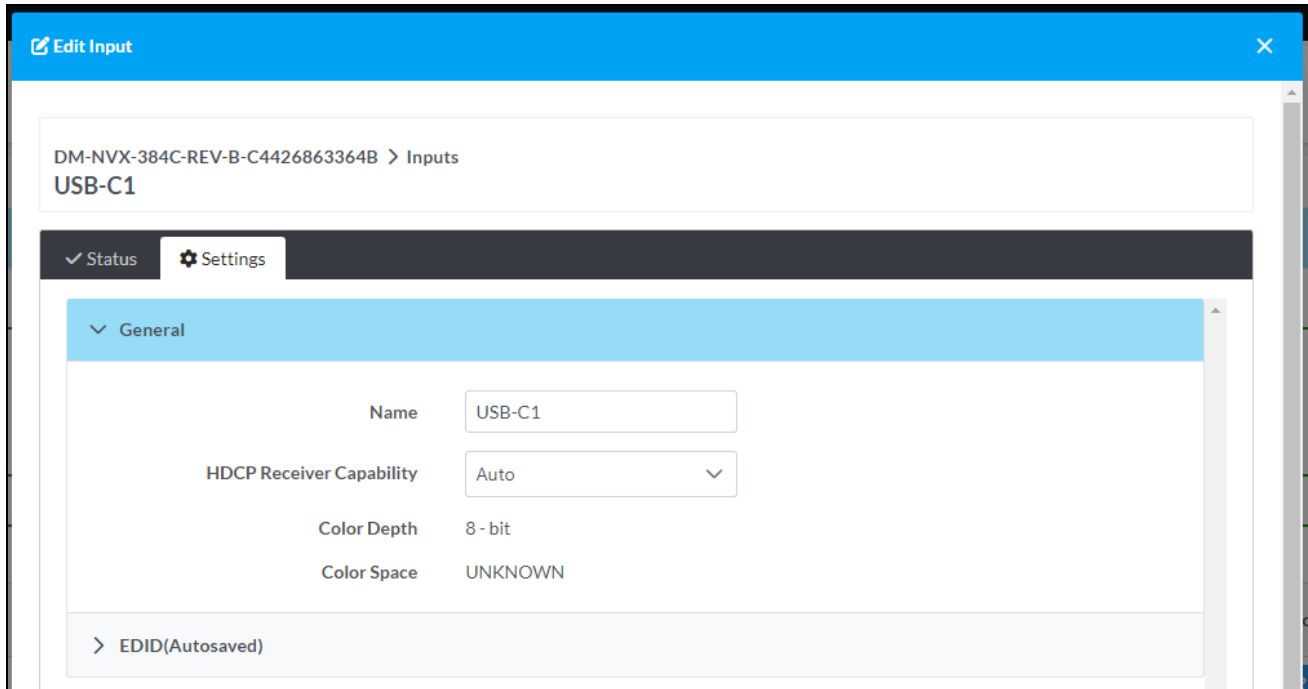 Edit Input
DM-NVX-384C-REV-B-C4426863364B > Inputs
USB-C1
Status Settings
General
Name USB-C1
HDCP Receiver Capability Auto
Color Depth 8 - bit
Color Space UNKNOWN
EDID(Autosaved)